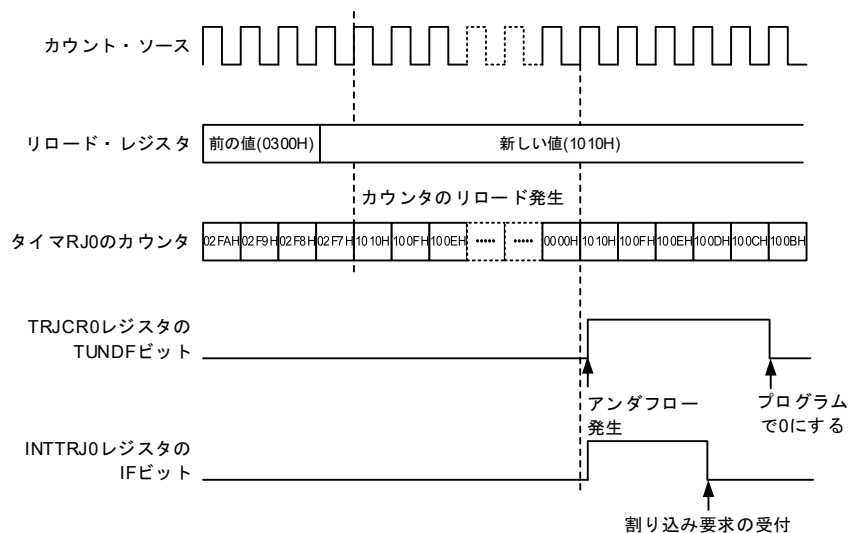 カウント・ソース
リロード・レジスタ
前の値(0300H)
新しい値(1010H)
カウンタのリロード発生
タイマRJ0のカウンタ
02FAH 02F9H 02F8H 02F7H 1010H 100FH 100EH ••••• ••••• 0000H 1010H 100FH 100EH 100DH 100CH 100BH
TRJCR0レジスタの
TUNDFビット
アンダフロー
発生
プログラム
で0にする
INTTRJ0レジスタの
IFビット
割り込み要求の受付